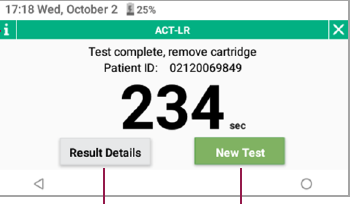 17:18 Wed, October 2 25%
i ACT-LR X
Test complete, remove cartridge
Patient ID: 02120069849
234 sec
Result Details New Test